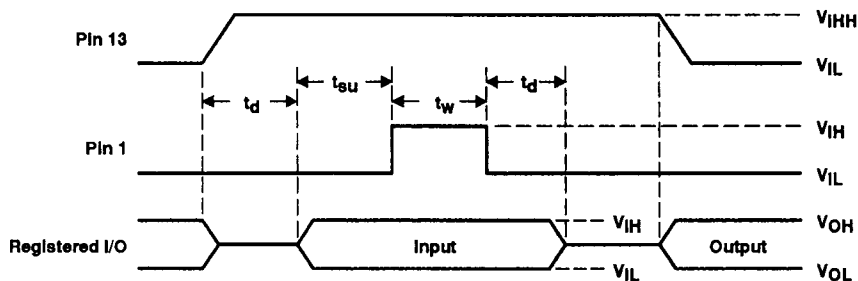 Pin 13
VIHH
VIL
td
tsu
tw
td
Pin 1
VIH
VIL
Registered I/O
Input
VIH
VIL
Output
VOH
VOL